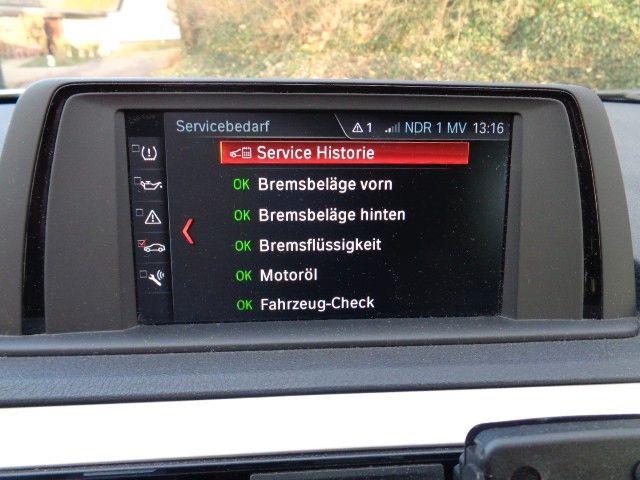 Servicebedarf 1 NDR 1 MV 13:16
Service Historie
OK Bremsbeläge vorn
OK Bremsbeläge hinten
OK Bremsflüssigkeit
OK Motoröl
OK Fahrzeug-Check